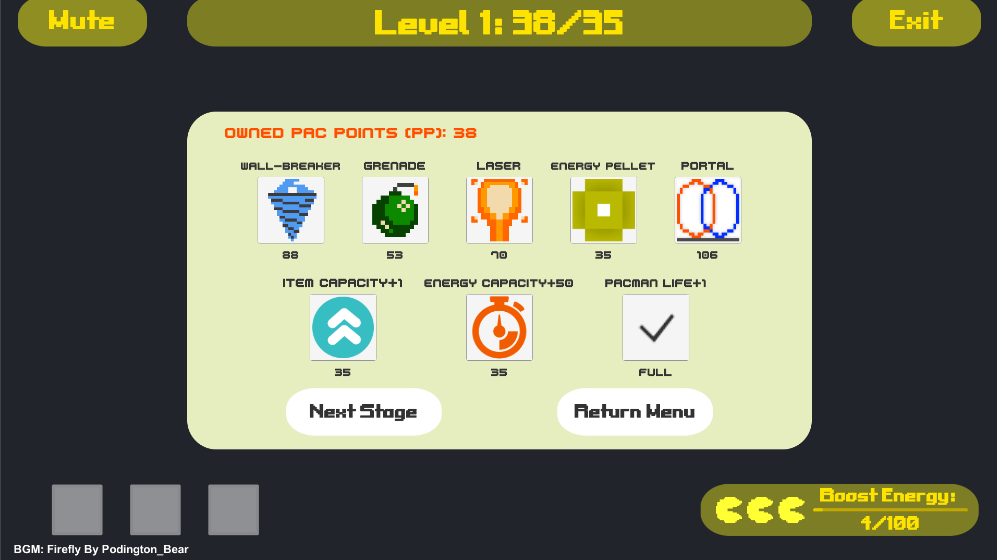 Mute
Level 1: 38/35
Exit
OWNED PAC POINTS (PP): 38
WALL-BREAKER GRENADE LASER ENERGY PELLET PORTAL
88 53 70 35 106
ITEM CAPACITY+1 ENERGY CAPACITY+50 PACMAN LIFE+1
35 35 FULL
Next Stage Return Menu
Boost Energy:
4/100
BGM: Firefly By Podington_Bear